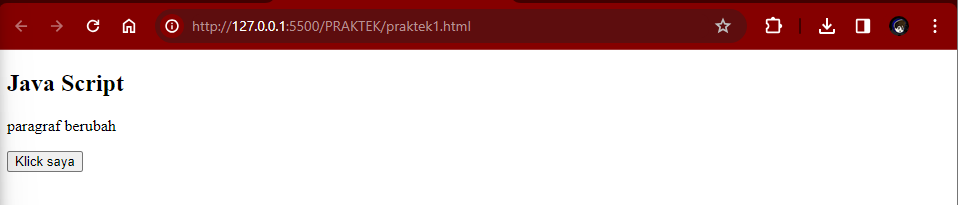 http://127.0.0.1:5500/PRAKTEK/praktek1.html
Java Script
paragraf berubah
Klick saya